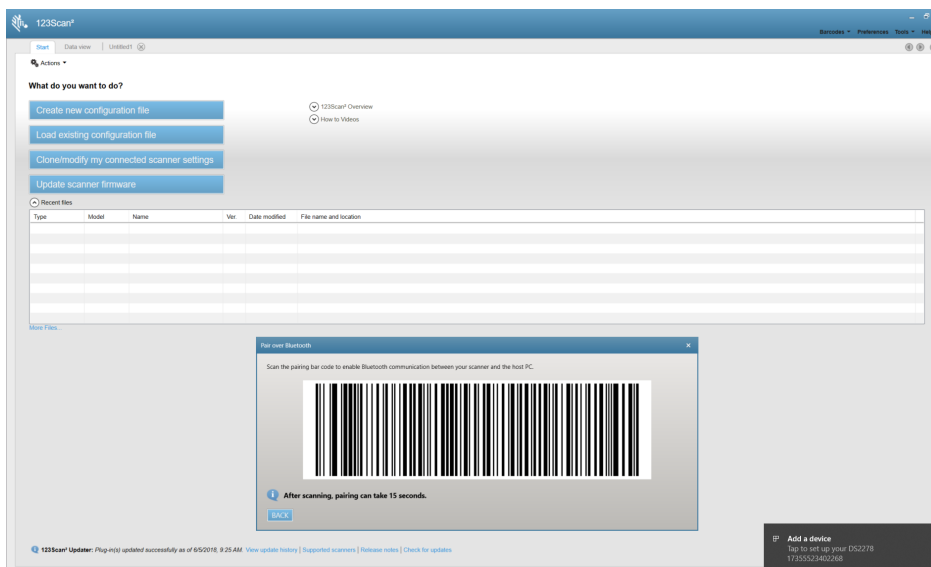 123Scan²
Barcodes Preferences Tools Help
Start Data view Untitled1
Actions
What do you want to do?
Create new configuration file
Load existing configuration file
Clone/modify my connected scanner settings
Update scanner firmware
123Scan² Overview
How to Videos
Recent files
Type Model Name Ver. Date modified File name and location
More Files...
Pair over Bluetooth
Scan the pairing bar code to enable Bluetooth communication between your scanner and the host PC.
After scanning, pairing can take 15 seconds.
BACK
123Scan² Updater: Plug-in(s) updated successfully as of 6/5/2018, 9:25 AM. View update history | Supported scanners | Release notes | Check for updates
Add a device
Tap to set up your DS2278
17355523402268